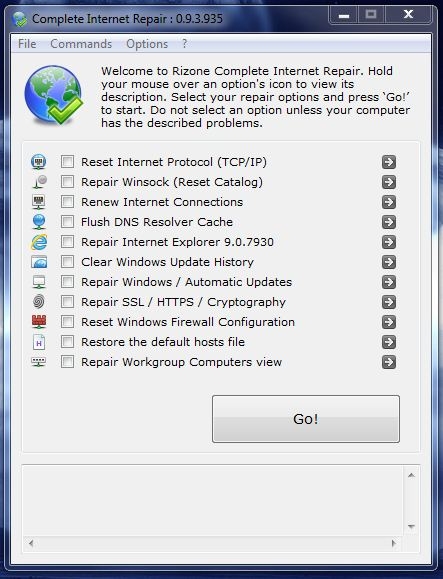 Complete Internet Repair : 0.9.3.935
File Commands Options ?
Welcome to Rizone Complete Internet Repair. Hold
your mouse over an option's icon to view its
description. Select your repair options and press ‘Go!’
to start. Do not select an option unless your computer
has the described problems.
Reset Internet Protocol (TCP/IP)
Repair Winsock (Reset Catalog)
Renew Internet Connections
Flush DNS Resolver Cache
Repair Internet Explorer 9.0.7930
Clear Windows Update History
Repair Windows / Automatic Updates
Repair SSL / HTTPS / Cryptography
Reset Windows Firewall Configuration
H Restore the default hosts file
Repair Workgroup Computers view
Go!